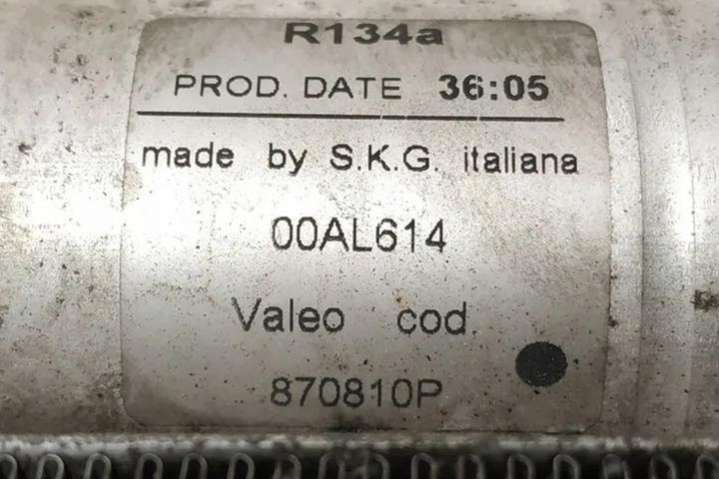 R134a
PROD. DATE 36:05
made by S.K.G. italiana
00AL614
Valeo cod.
870810P